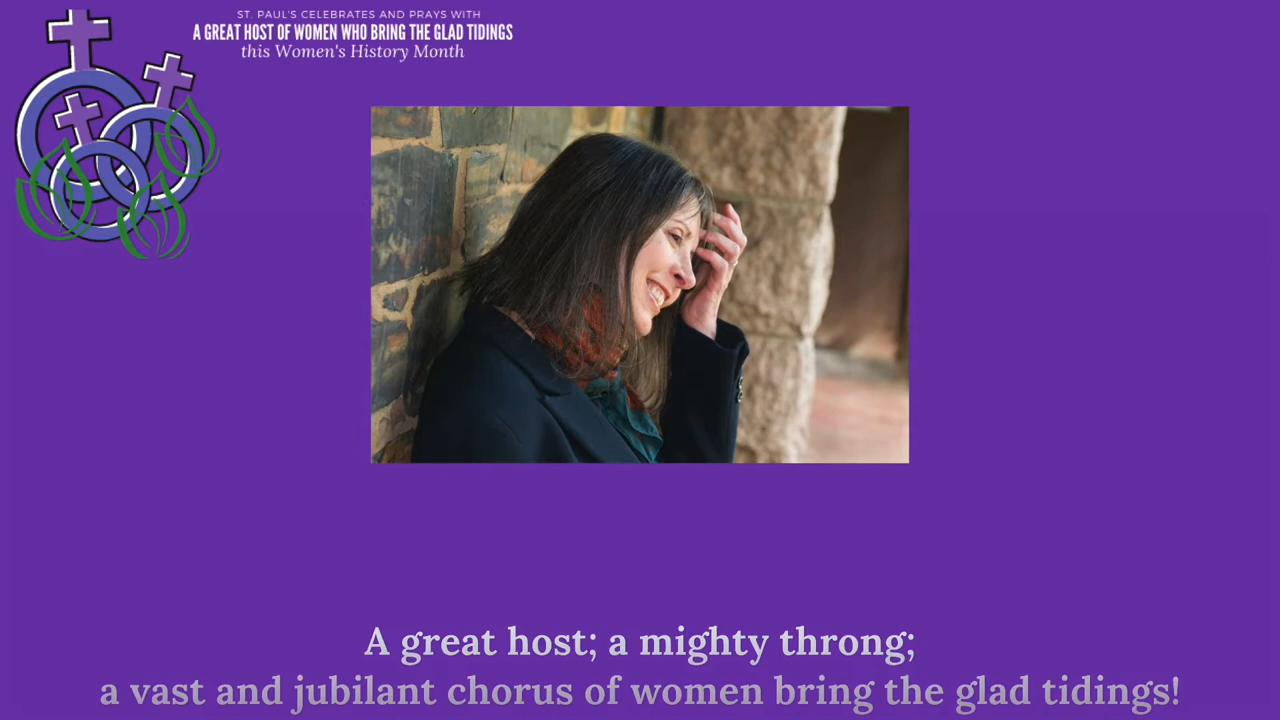 ST. PAUL'S CELEBRATES AND PRAYS WITH
A GREAT HOST OF WOMEN WHO BRING THE GLAD TIDINGS
this Women's History Month
A great host; a mighty throng;
a vast and jubilant chorus of women bring the glad tidings!